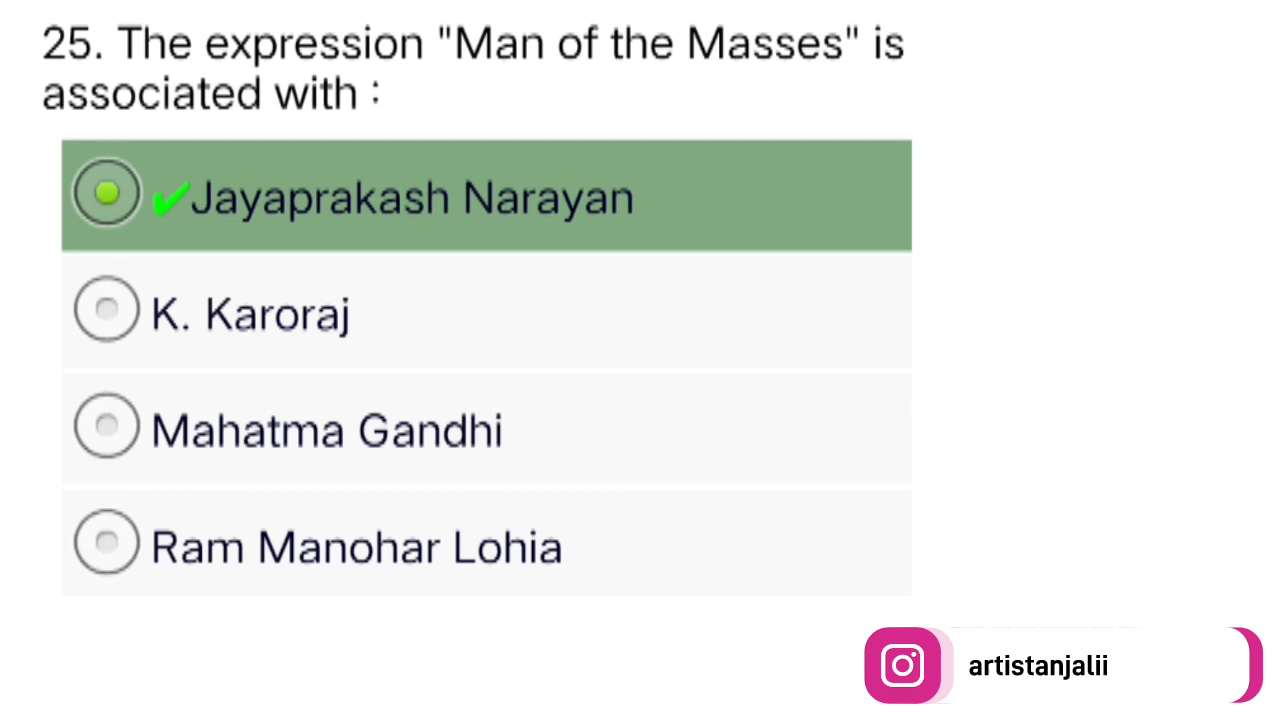 25. The expression "Man of the Masses" is
associated with :
✔Jayaprakash Narayan
K. Karoraj
Mahatma Gandhi
Ram Manohar Lohia
artistanjalii